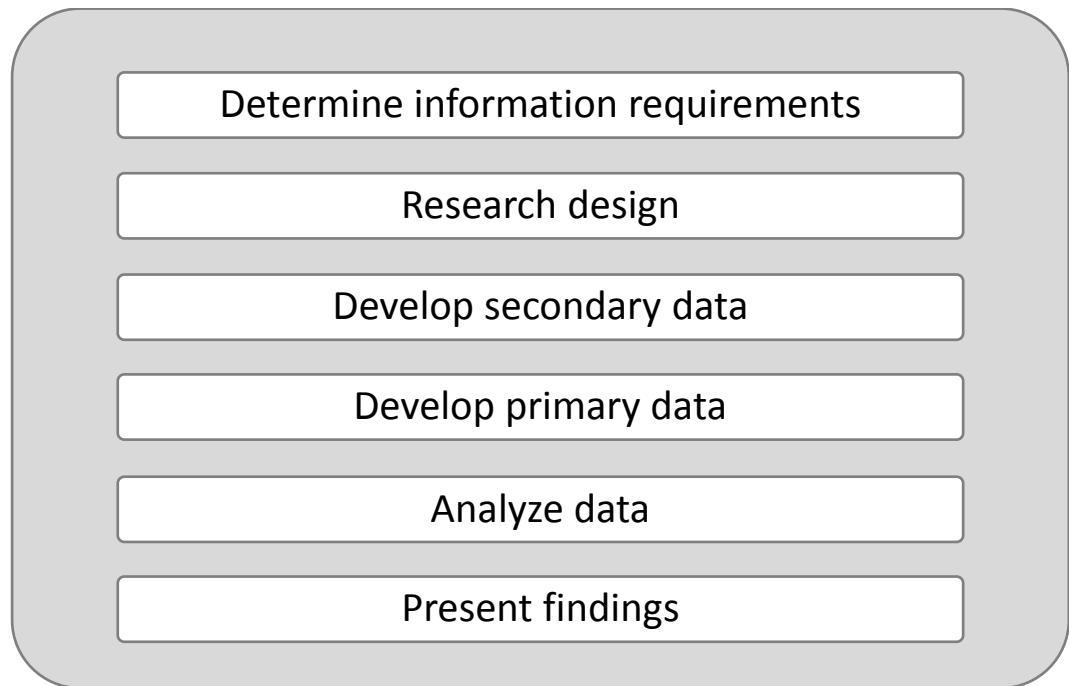 Determine information requirements
Research design
Develop secondary data
Develop primary data
Analyze data
Present findings